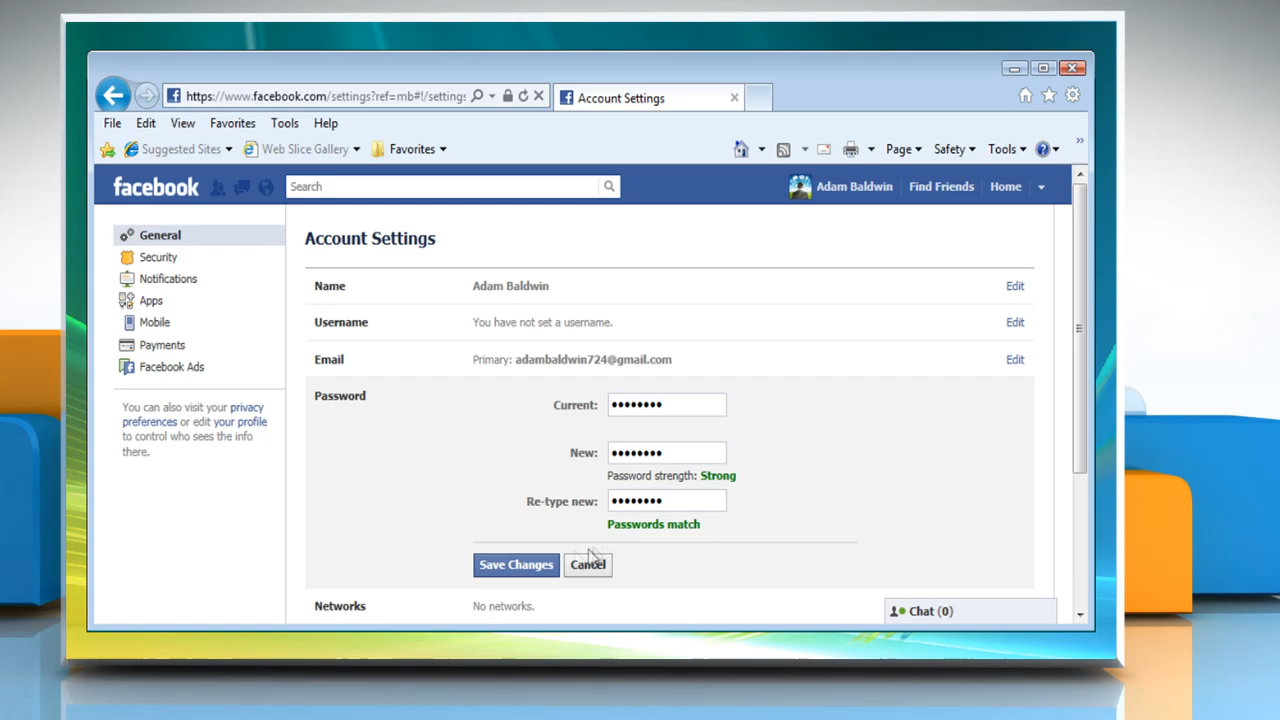 https://www.facebook.com/settings?ref=mb#!/settings
Account Settings
File Edit View Favorites Tools Help
Suggested Sites Web Slice Gallery Favorites Page Safety Tools
facebook Search Adam Baldwin Find Friends Home
General
Security
Notifications
Apps
Mobile
Payments
Facebook Ads
You can also visit your privacy
preferences or edit your profile
to control who sees the info
there.
Account Settings
Name Adam Baldwin Edit
Username You have not set a username. Edit
Email Primary: adambaldwin724@gmail.com Edit
Password
Current: ••••••••
New: ••••••••
Password strength: Strong
Re-type new: ••••••••
Passwords match
Save Changes Cancel
Networks No networks.
Chat (0)